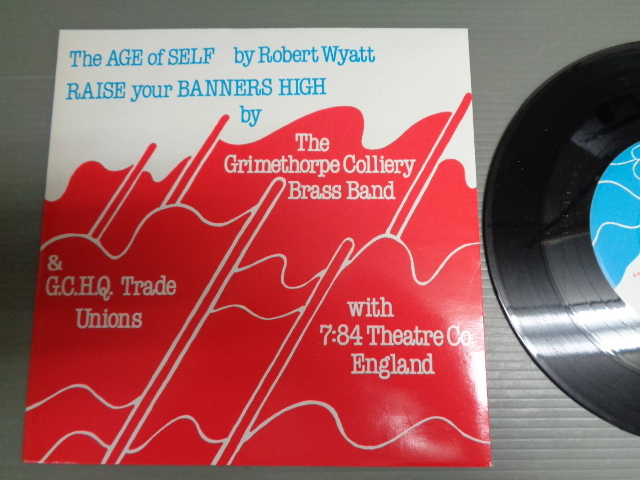 The AGE of SELF by Robert Wyatt
RAISE your BANNERS HIGH
by
The
Grimethorpe Colliery
Brass Band
&
G.C.H.Q. Trade
Unions
with
7:84 Theatre Co.
England